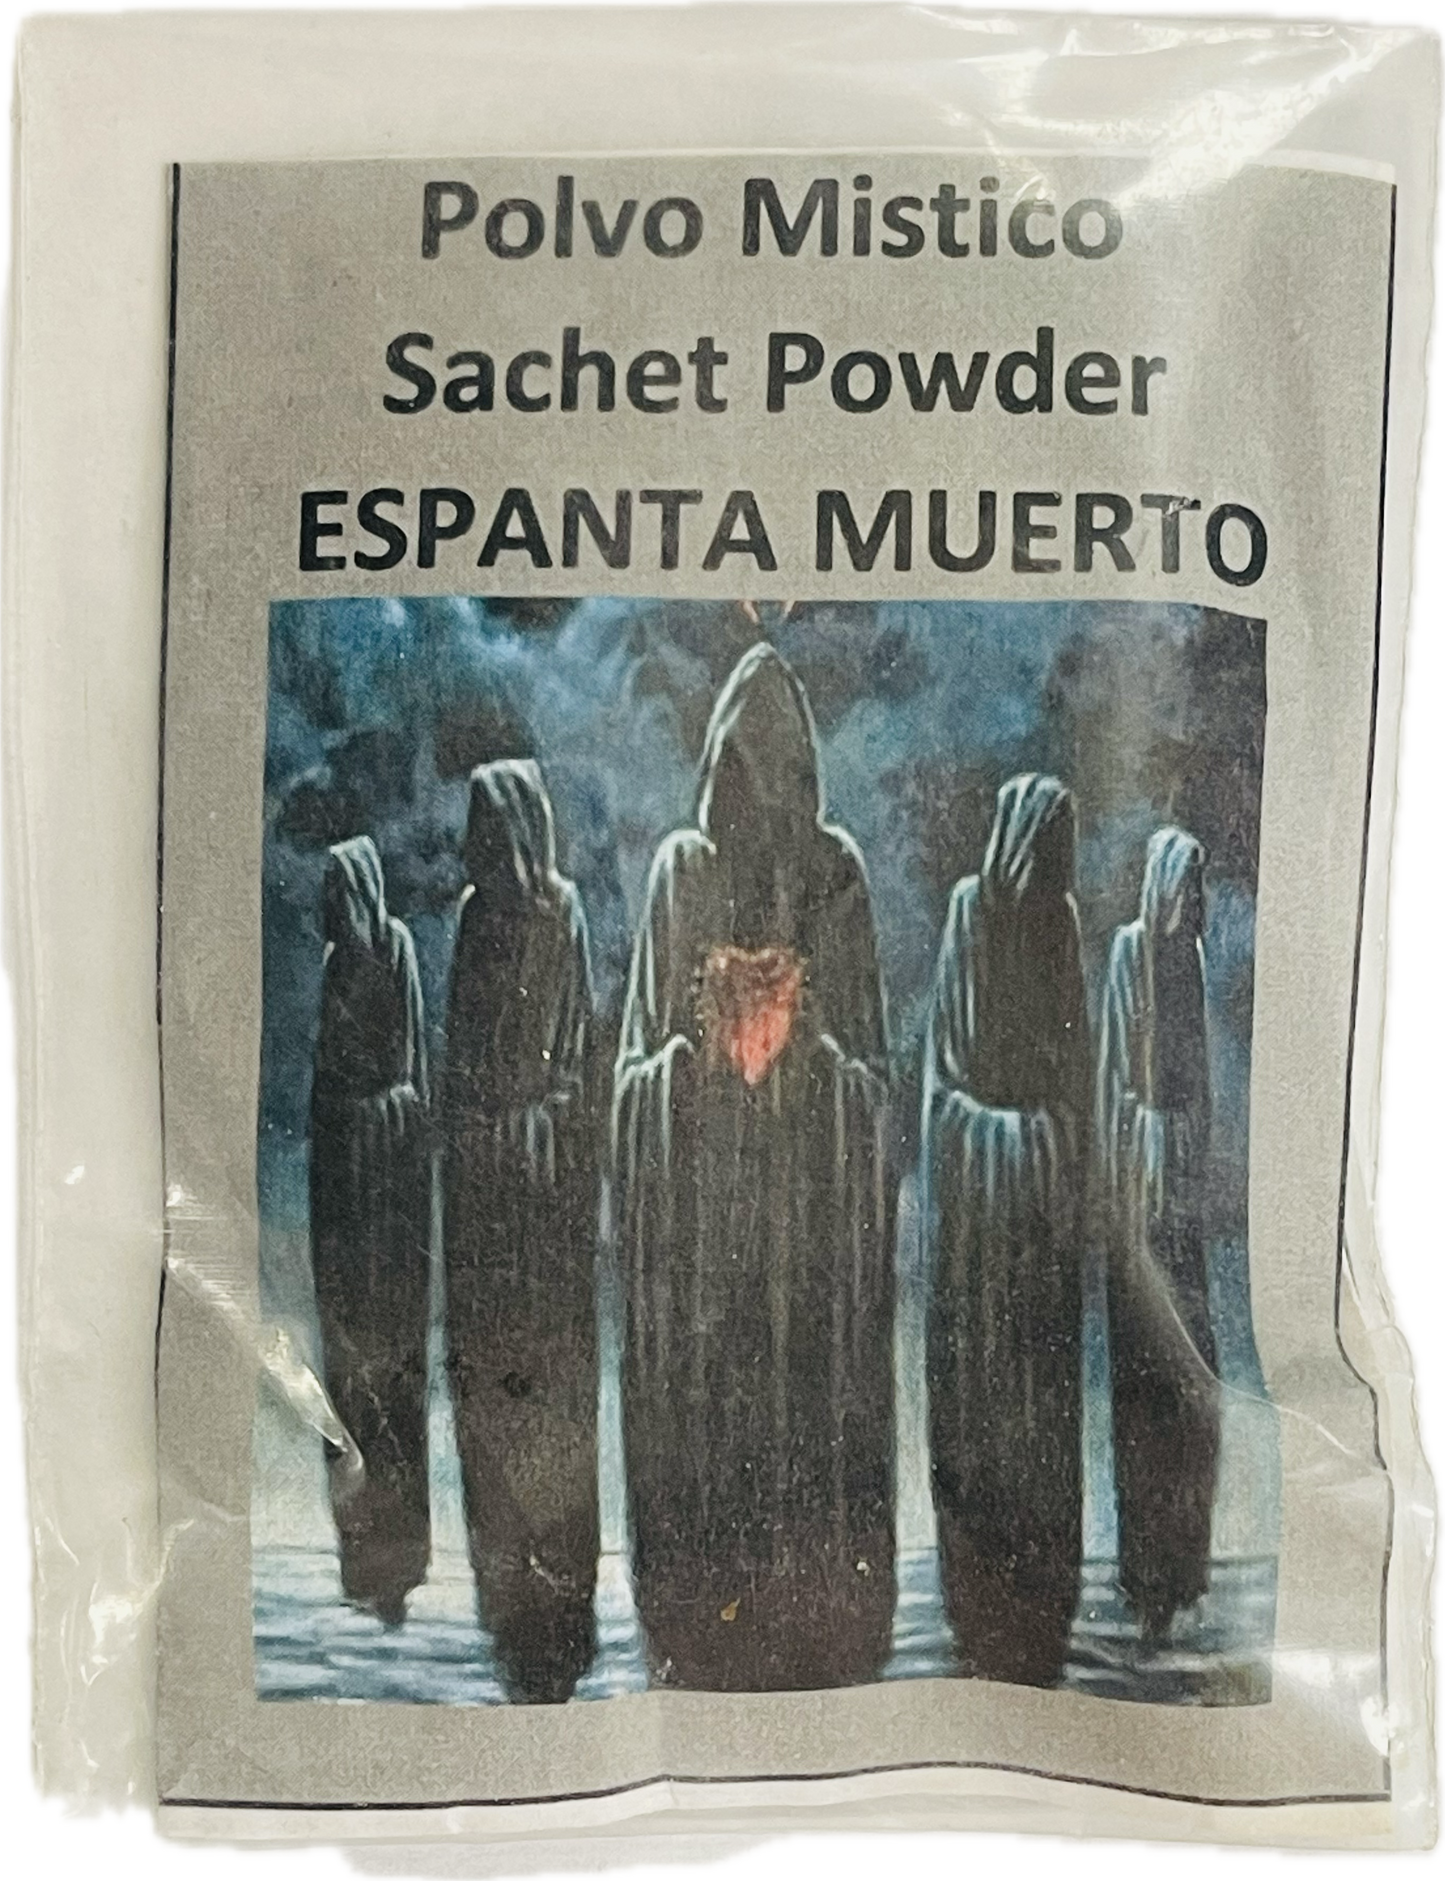 Polvo Mistico
Sachet Powder
ESPANTA MUERTO